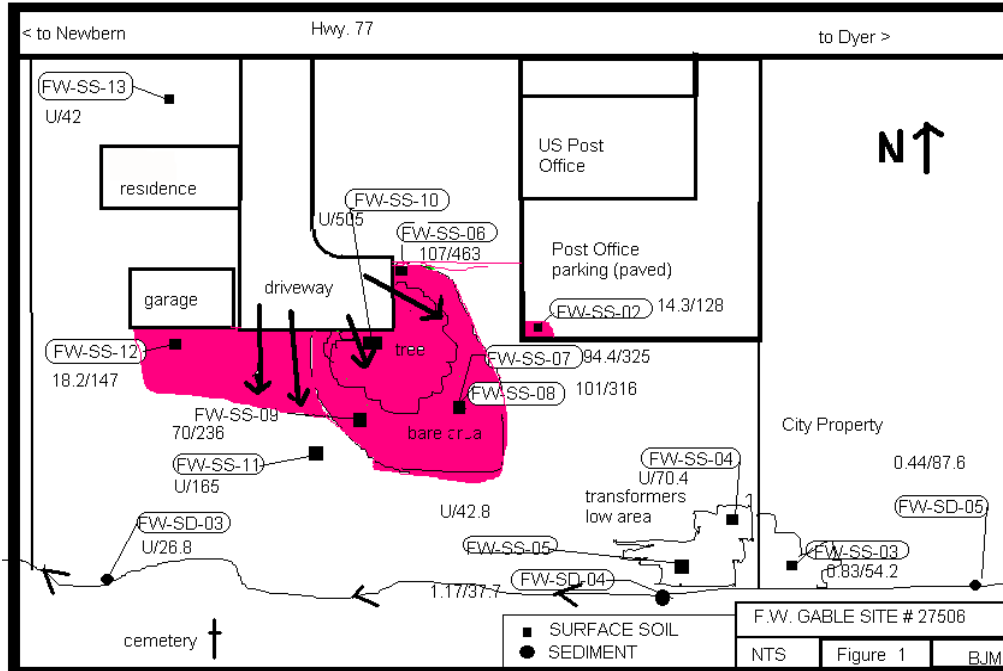 < to Newbern
Hwy. 77
to Dyer >
FW-SS-13
U/42
US Post
Office
N
residence
FW-SS-10
U/505
FW-SS-06
107/463
Post Office
parking (paved)
garage
driveway
FW-SS-02
14.3/128
FW-SS-12
18.2/147
tree
FW-SS-07
94.4/325
FW-SS-08
101/316
FW-SS-09
70/236
bare area
City Property
FW-SS-11
U/165
FW-SS-04
U/70.4
0.44/87.6
transformers
low area
FW-SD-05
U/42.8
FW-SD-03
U/26.8
FW-SS-05
FW-SS-03
0.83/54.2
FW-SD-04
1.17/37.7
cemetery
SURFACE SOIL
SEDIMENT
F.W. GABLE SITE # 27506
NTS
Figure 1
BJM